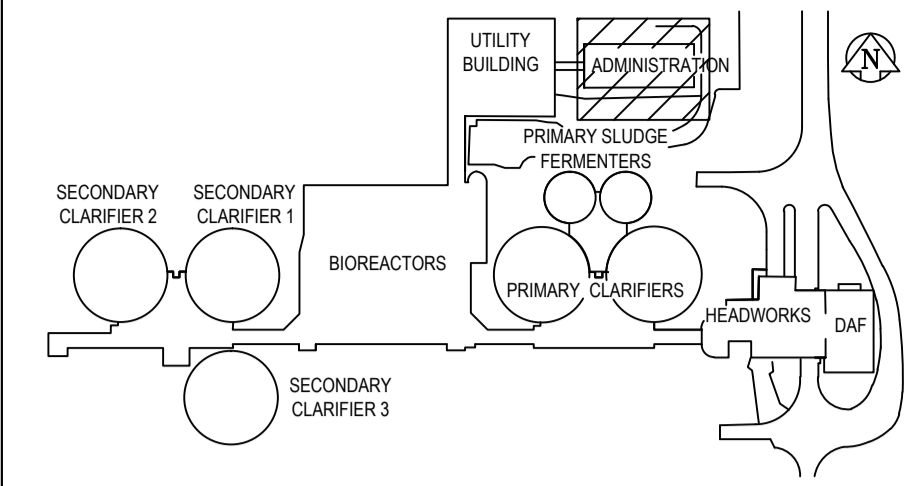 UTILITY
BUILDING
ADMINISTRATION
N
PRIMARY SLUDGE
FERMENTERS
SECONDARY
CLARIFIER 2
SECONDARY
CLARIFIER 1
BIOREACTORS
PRIMARY CLARIFIERS
HEADWORKS
DAF
SECONDARY
CLARIFIER 3